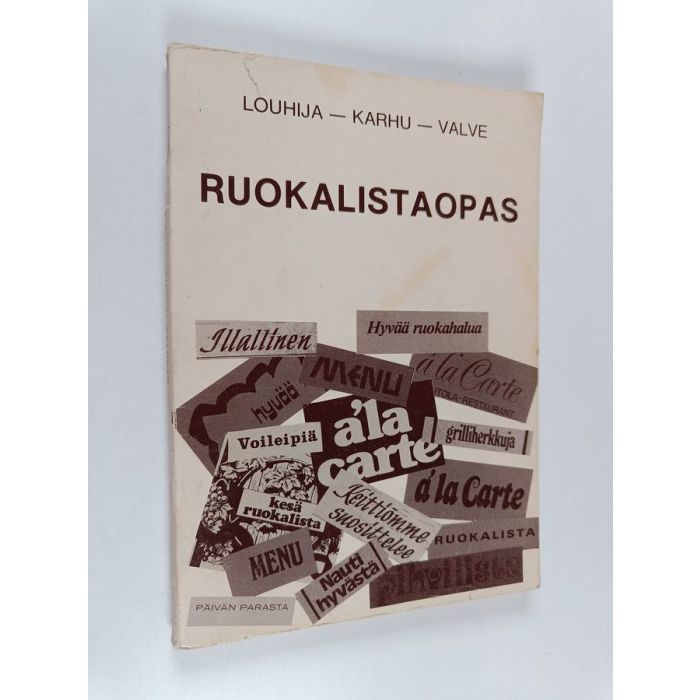 LOUHIJA — KARHU — VALVE
RUOKALISTAOPAS
Illallinen
Hyvää ruokahalua
hyvää
MENU
á la Carte
RESTAURANT
Voileipiä
a'la
carte
grilliherkkuja
á la Carte
kesä
ruokalista
Keittiömme
suosittelee
RUOKALISTA
MENU
Nauti
hyvästä
PÄIVÄN PARASTA